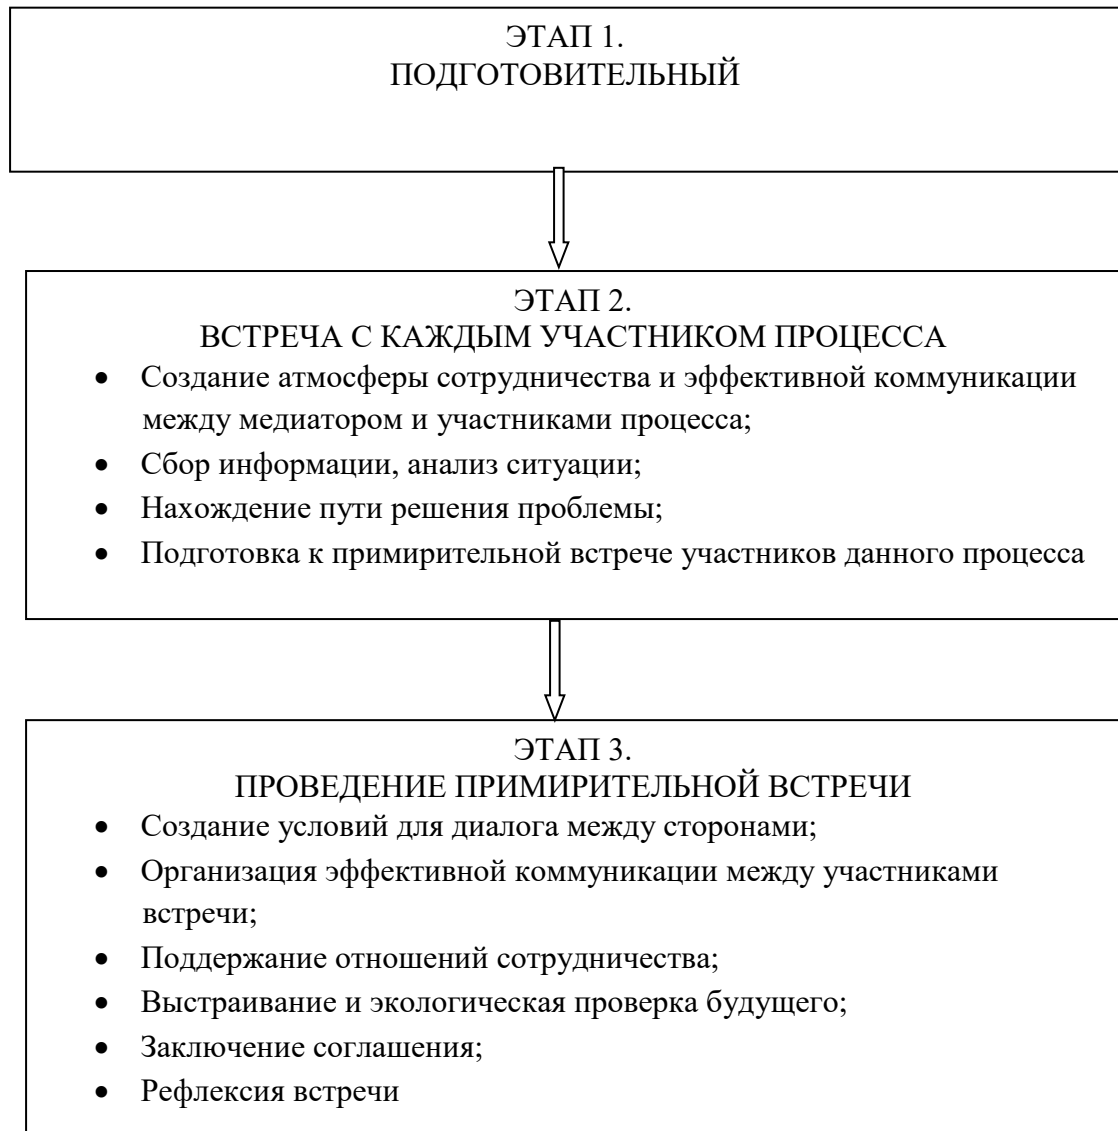 ЭТАП 1.
ПОДГОТОВИТЕЛЬНЫЙ
ЭТАП 2.
ВСТРЕЧА С КАЖДЫМ УЧАСТНИКОМ ПРОЦЕССА
• Создание атмосферы сотрудничества и эффективной коммуникации
между медиатором и участниками процесса;
• Сбор информации, анализ ситуации;
• Нахождение пути решения проблемы;
• Подготовка к примирительной встрече участников данного процесса
ЭТАП 3.
ПРОВЕДЕНИЕ ПРИМИРИТЕЛЬНОЙ ВСТРЕЧИ
• Создание условий для диалога между сторонами;
• Организация эффективной коммуникации между участниками
встречи;
• Поддержание отношений сотрудничества;
• Выстраивание и экологическая проверка будущего;
• Заключение соглашения;
• Рефлексия встречи